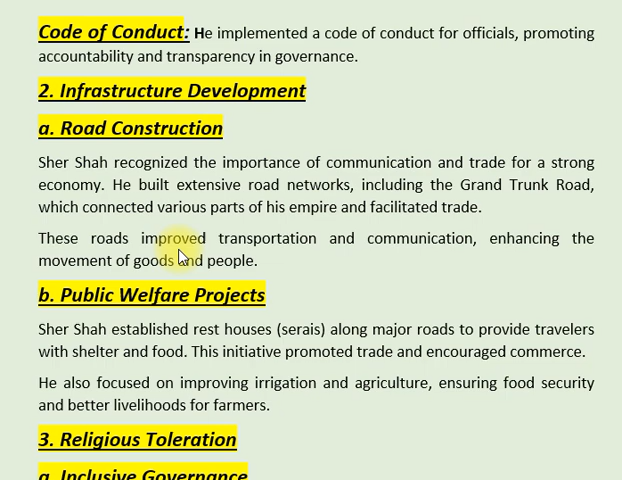 Code of Conduct: He implemented a code of conduct for officials, promoting
accountability and transparency in governance.
2. Infrastructure Development
a. Road Construction
Sher Shah recognized the importance of communication and trade for a strong
economy. He built extensive road networks, including the Grand Trunk Road,
which connected various parts of his empire and facilitated trade.
These roads improved transportation and communication, enhancing the
movement of goods and people.
b. Public Welfare Projects
Sher Shah established rest houses (serais) along major roads to provide travelers
with shelter and food. This initiative promoted trade and encouraged commerce.
He also focused on improving irrigation and agriculture, ensuring food security
and better livelihoods for farmers.
3. Religious Toleration
a. Inclusive Governance